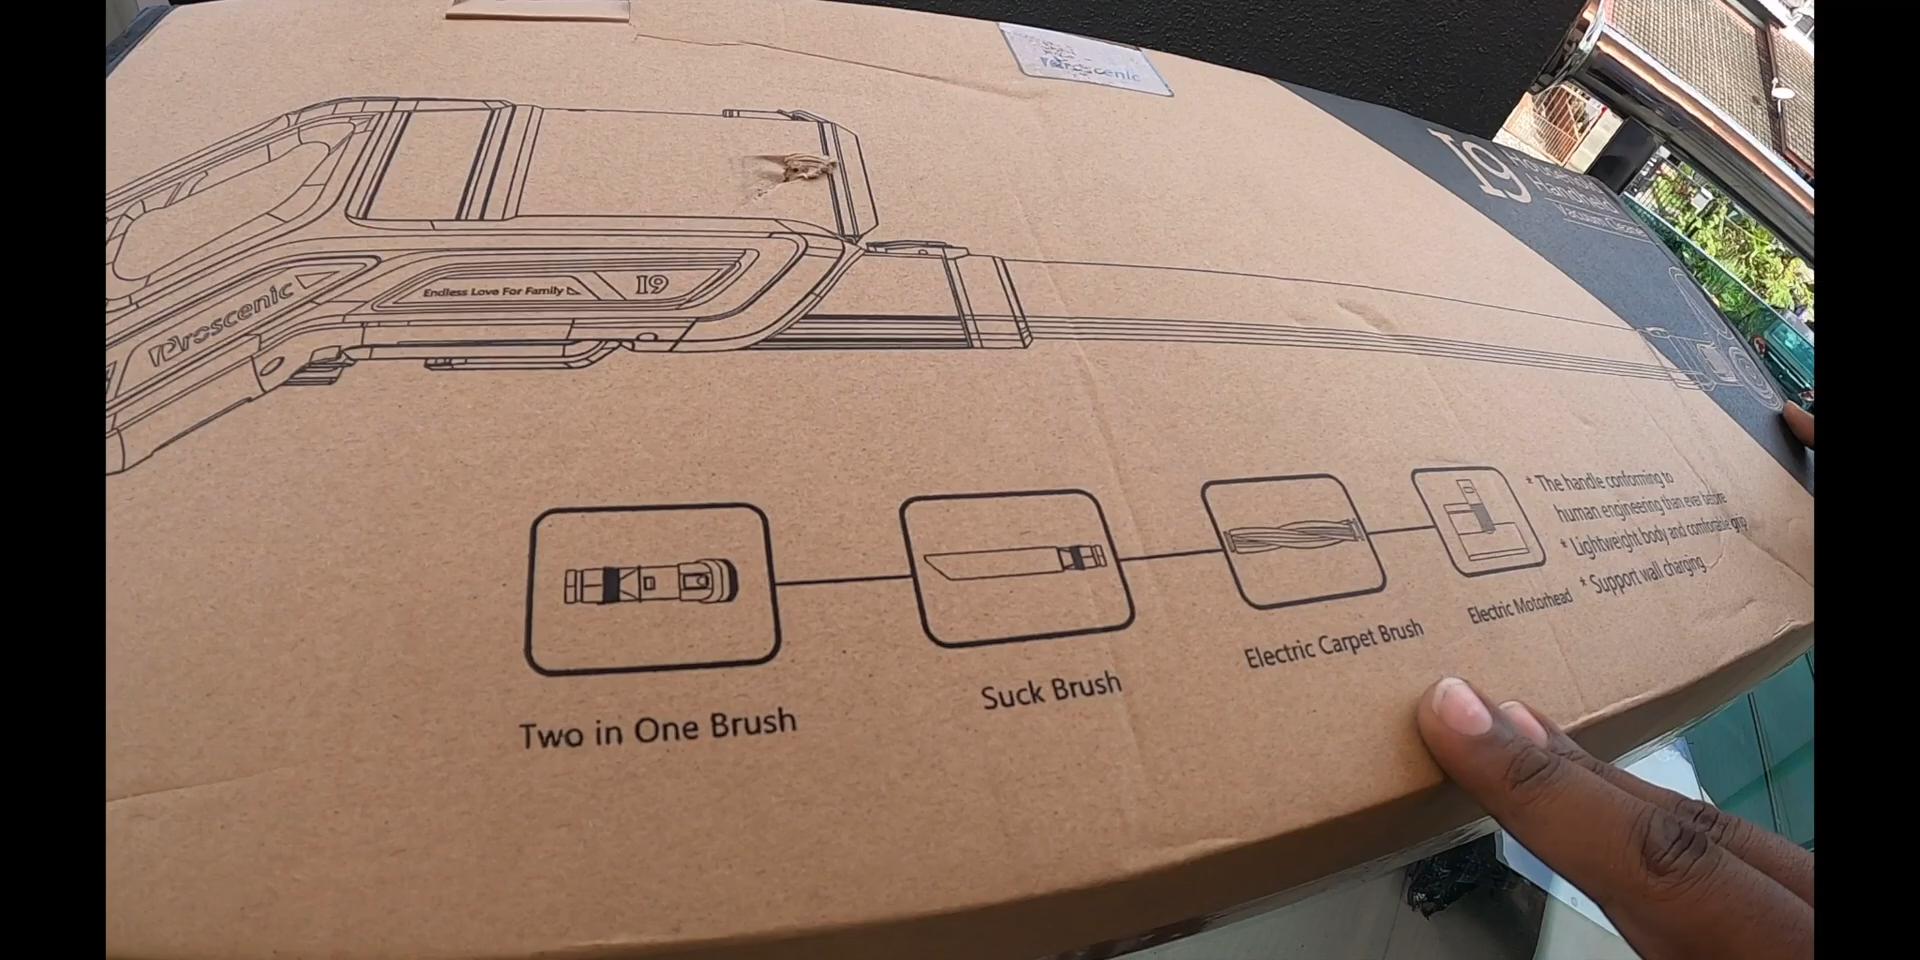 Proscenic
I9
Household
Handheld
Vacuum Cleaner
Endless Love For Family
I9
Proscenic
* The handle conforming to
human engineering than ever before
* Lightweight body and comfortable grip
* Support wall charging
Two in One Brush
Suck Brush
Electric Carpet Brush
Electric Motorhead